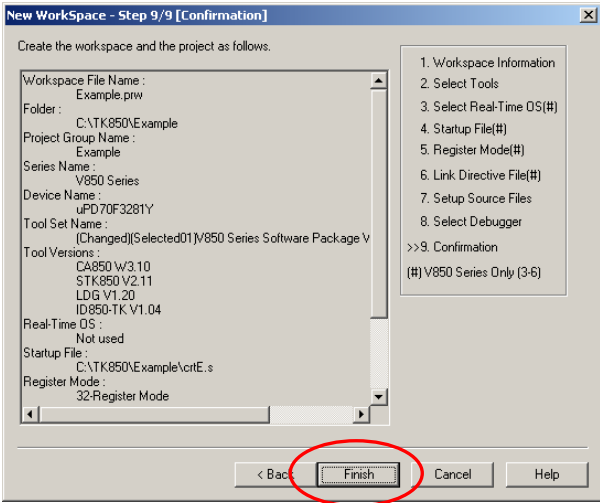 New WorkSpace - Step 9/9 [Confirmation]
Create the workspace and the project as follows.
Workspace File Name :
Example.prw
Folder :
C:\TK850\Example
Project Group Name :
Example
Series Name :
V850 Series
Device Name :
uPD70F3281Y
Tool Set Name :
(Changed)(Selected01)V850 Series Software Package V
Tool Versions :
CA850 W3.10
STK850 V2.11
LDG V1.20
ID850-TK V1.04
Real-Time OS :
Not used
Startup File :
C:\TK850\Example\crtE.s
Register Mode :
32-Register Mode
1. Workspace Information
2. Select Tools
3. Select Real-Time OS(#)
4. Startup File(#)
5. Register Mode(#)
6. Link Directive File(#)
7. Setup Source Files
8. Select Debugger
>>9. Confirmation
(#) V850 Series Only (3-6)
< Back
Finish
Cancel
Help